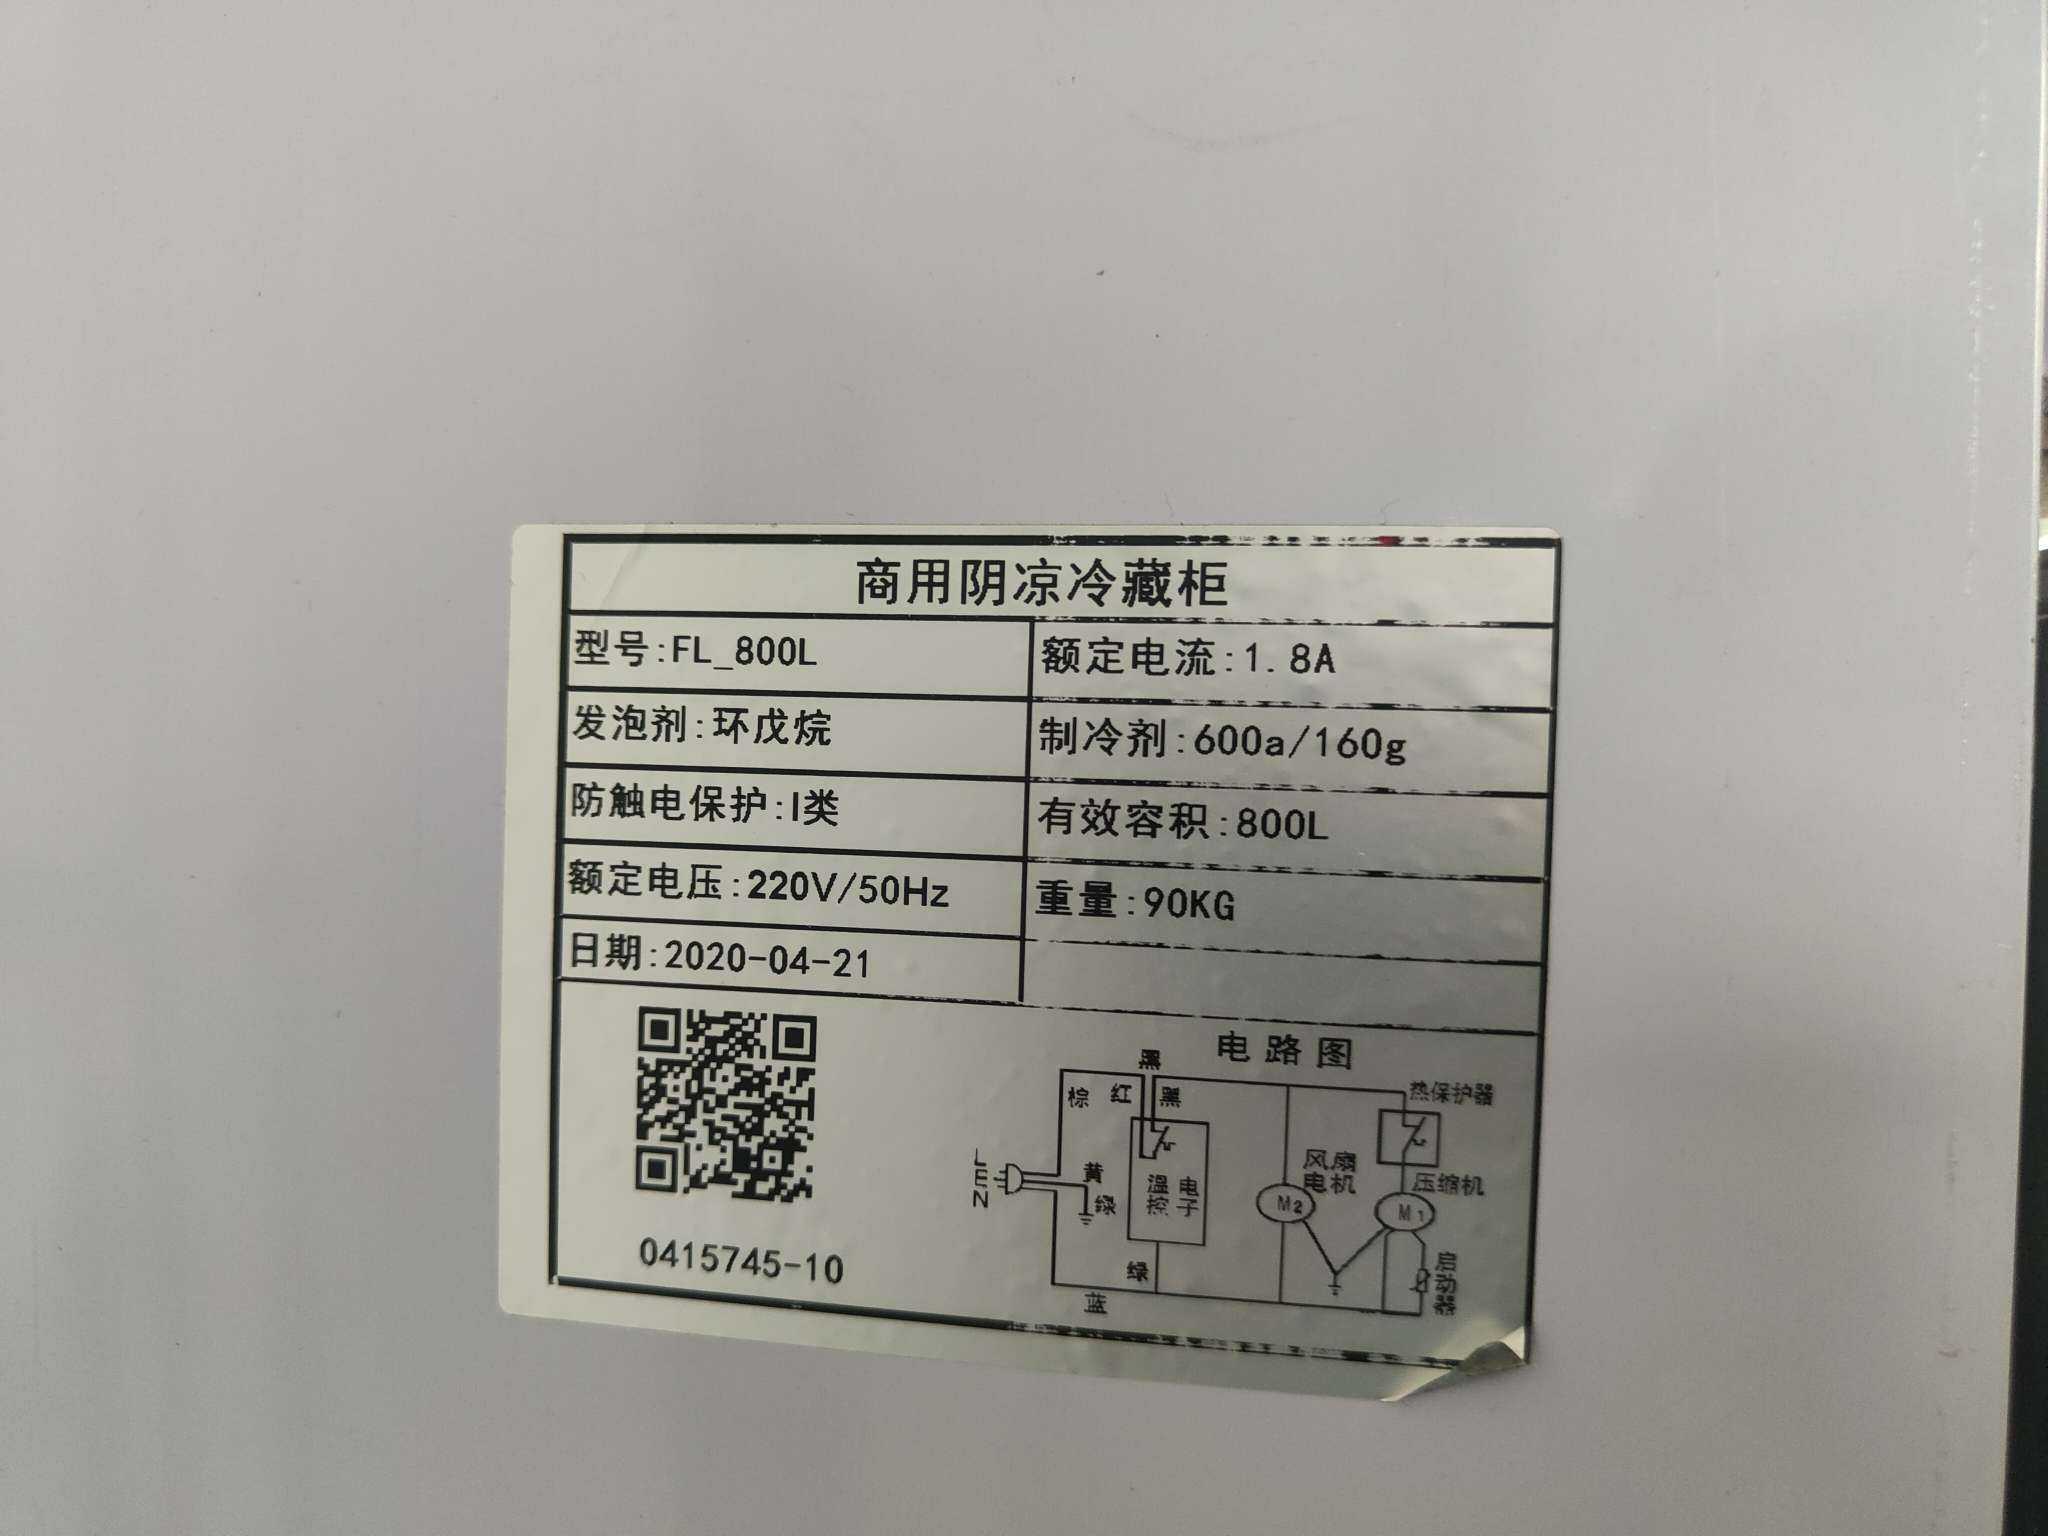 商用阴凉冷藏柜
型号:FL_800L
额定电流:1.8A
发泡剂:环戊烷
制冷剂:600a/160g
防触电保护:I类
有效容积:800L
额定电压:220V/50Hz
重量:90KG
日期:2020-04-21
0415745-10
电路图
黑
棕
红
黑
热保护器
L
E
N
黄
绿
电子
温控
风扇
电机
M2
压缩机
M1
启动器
绿
蓝